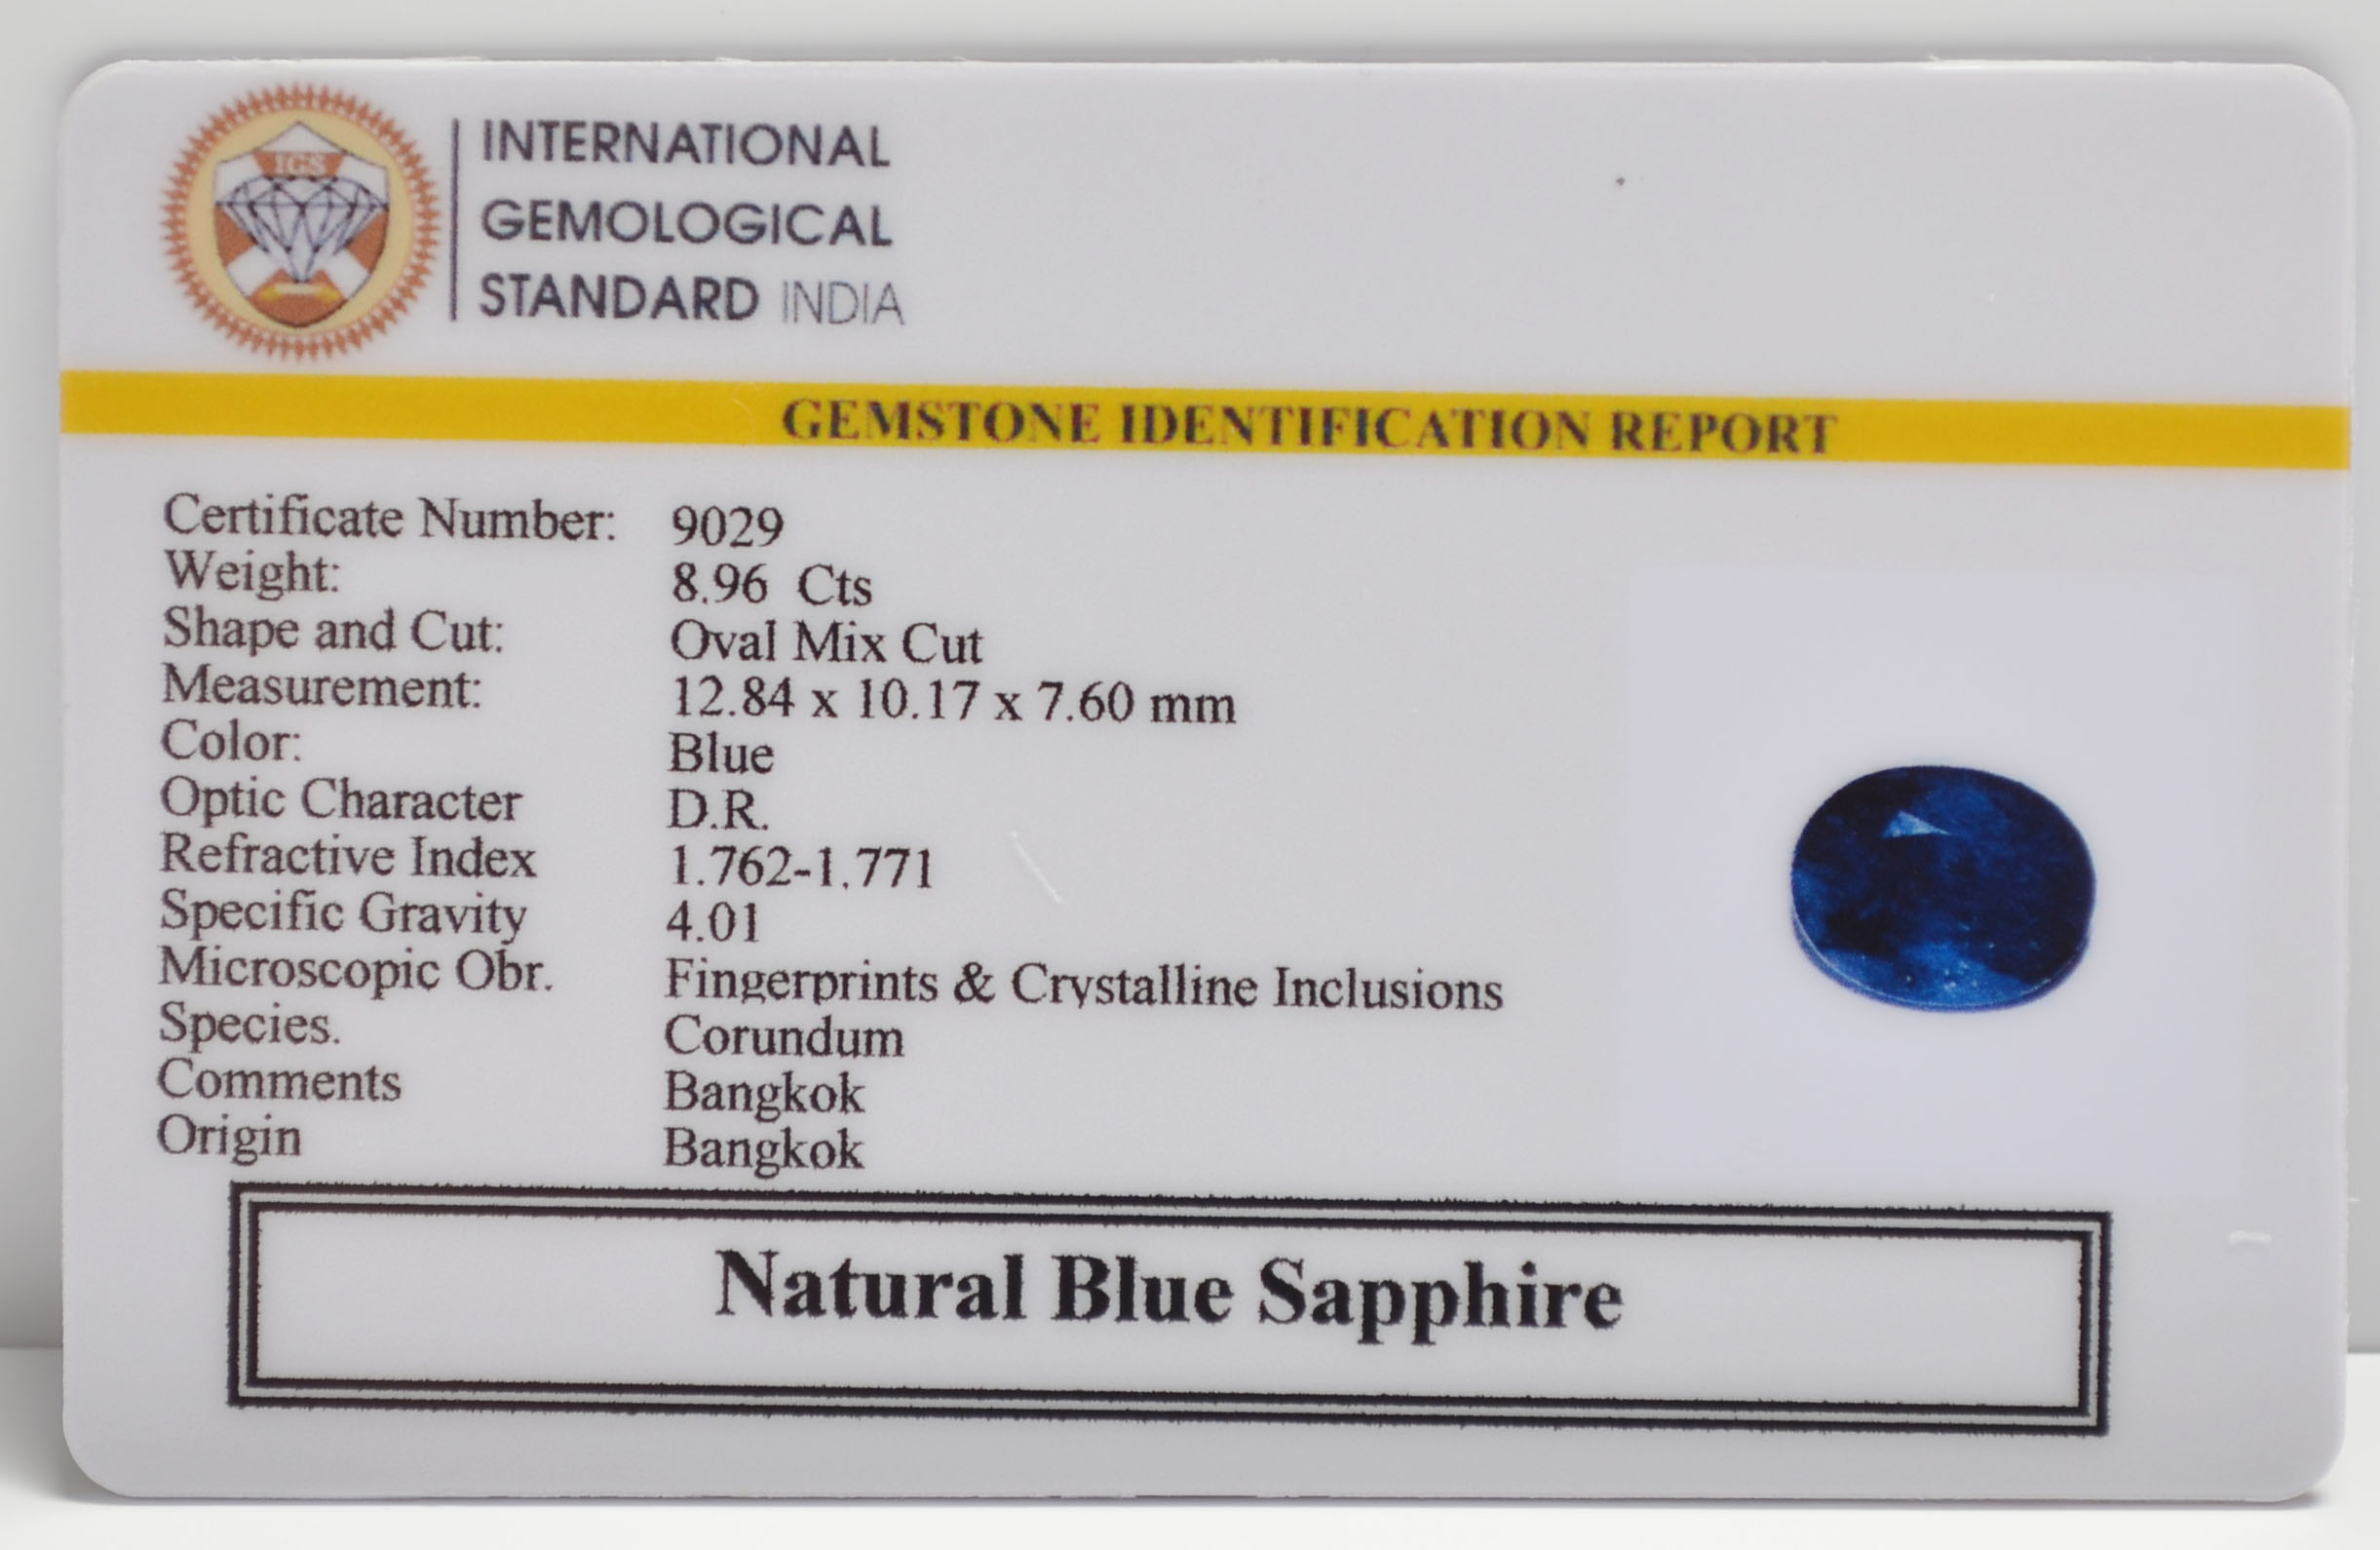 IGS
INTERNATIONAL
GEMOLOGICAL
STANDARD INDIA
GEMSTONE IDENTIFICATION REPORT
Certificate Number: 9029
Weight: 8.96 Cts
Shape and Cut: Oval Mix Cut
Measurement: 12.84 x 10.17 x 7.60 mm
Color: Blue
Optic Character D.R.
Refractive Index 1.762-1.771
Specific Gravity 4.01
Microscopic Obr. Fingerprints & Crystalline Inclusions
Species. Corundum
Comments Bangkok
Origin Bangkok
Natural Blue Sapphire